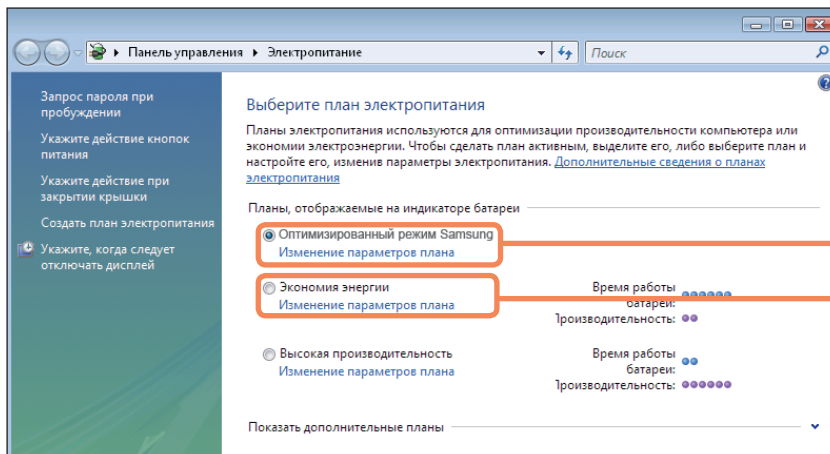 Панель управления ▸ Электропитание
Поиск
Запрос пароля при
пробуждении
Укажите действие кнопок
питания
Укажите действие при
закрытии крышки
Создать план электропитания
Укажите, когда следует
отключать дисплей
Выберите план электропитания
Планы электропитания используются для оптимизации производительности компьютера или
экономии электроэнергии. Чтобы сделать план активным, выделите его, либо выберите план и
настройте его, изменив параметры электропитания. Дополнительные сведения о планах
электропитания
Планы, отображаемые на индикаторе батареи
Оптимизированный режим Samsung
Изменение параметров плана
Экономия энергии
Изменение параметров плана
Время работы
батареи:
роизводительность:
Высокая производительность
Изменение параметров плана
Время работы
батареи:
роизводительность:
Показать дополнительные планы